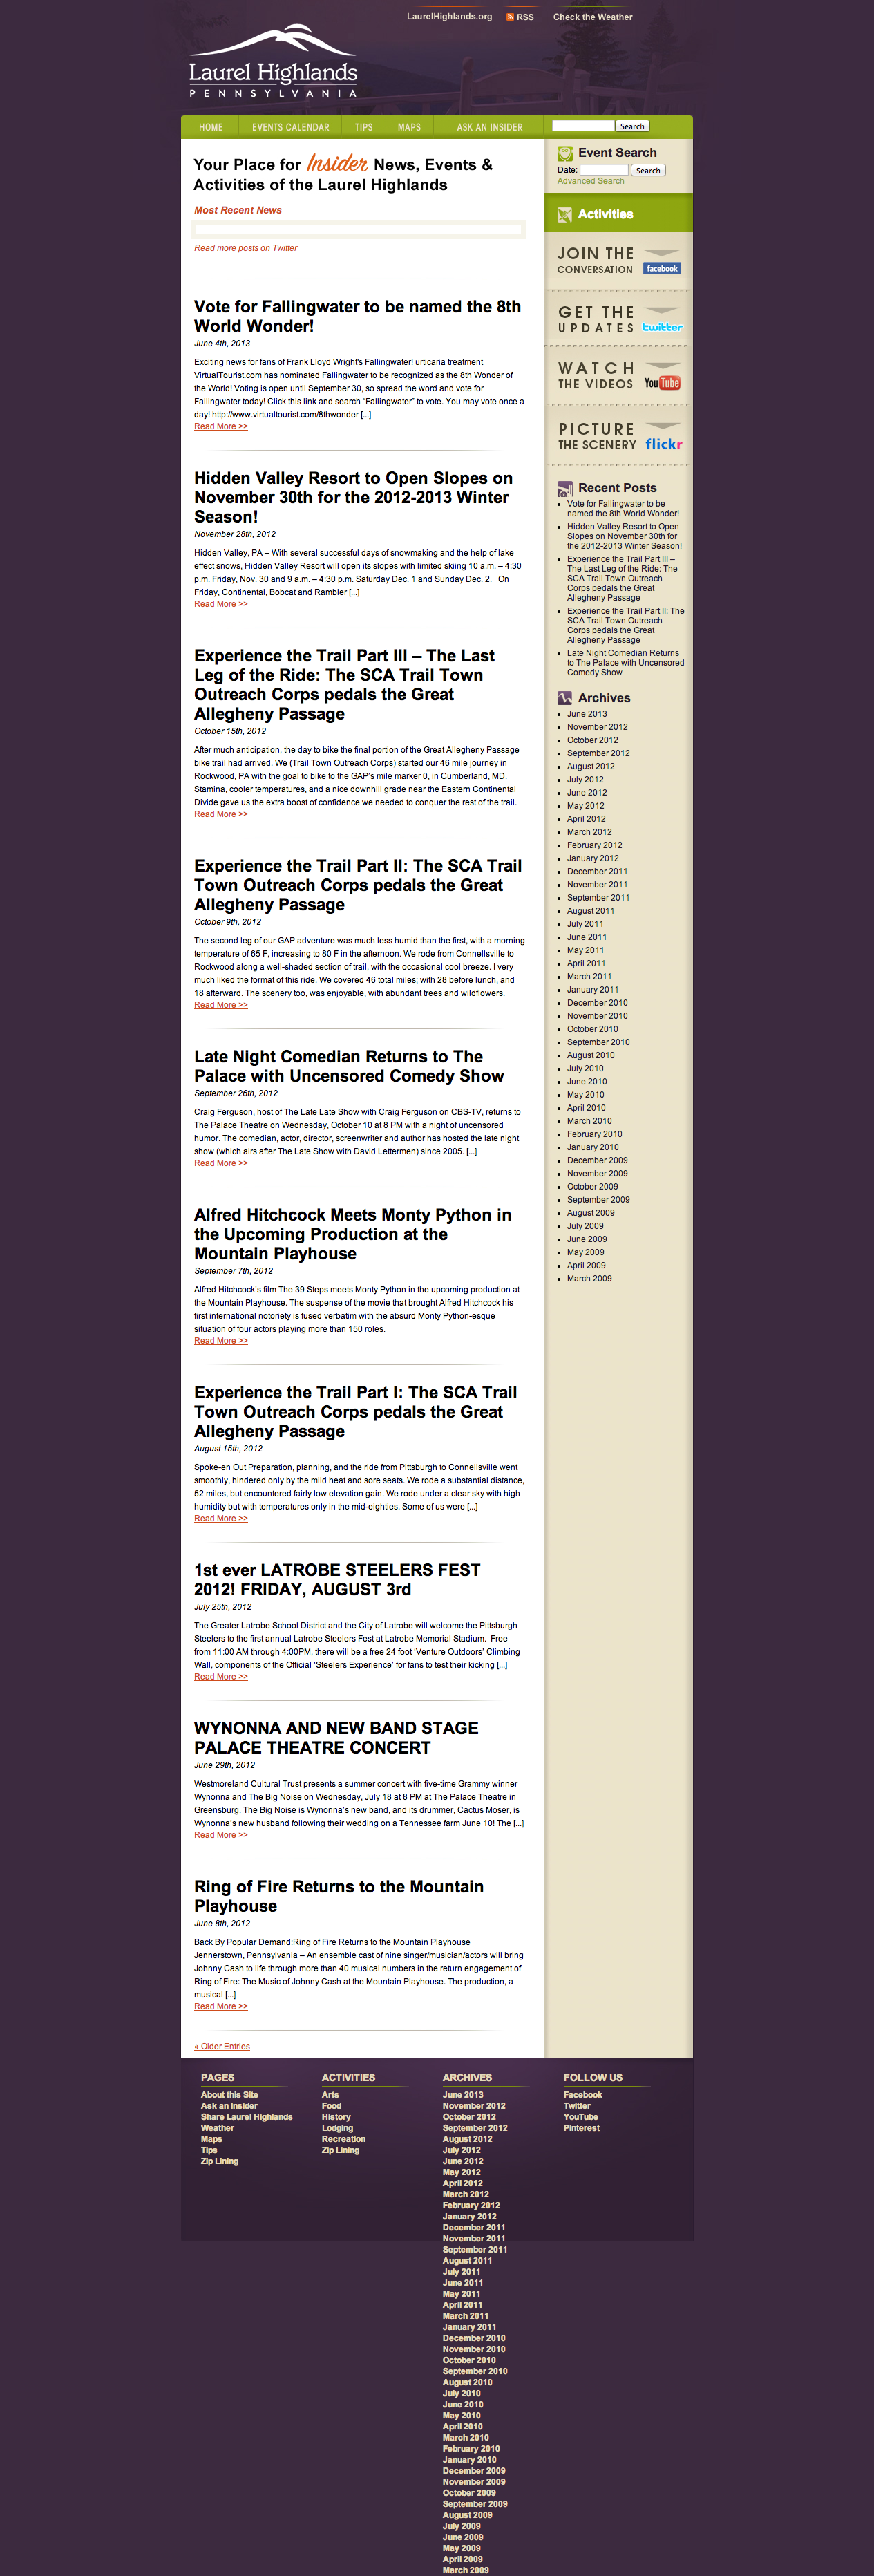 LaurelHighlands.org RSS Check the Weather
Laurel Highlands
PENNSYLVANIA
HOME EVENTS CALENDAR TIPS MAPS ASK AN INSIDER Search
Your Place for Insider News, Events &
Activities of the Laurel Highlands
Most Recent News
Read more posts on Twitter
Vote for Fallingwater to be named the 8th
World Wonder!
June 4th, 2013
Exciting news for fans of Frank Lloyd Wright's Fallingwater! urticaria treatment
VirtualTourist.com has nominated Fallingwater to be recognized as the 8th Wonder of
the World! Voting is open until September 30, so spread the word and vote for
Fallingwater today! Click this link and search “Fallingwater” to vote. You may vote once a
day! http://www.virtualtourist.com/8thwonder [...]
Read More >>
Hidden Valley Resort to Open Slopes on
November 30th for the 2012-2013 Winter
Season!
November 28th, 2012
Hidden Valley, PA – With several successful days of snowmaking and the help of lake
effect snows, Hidden Valley Resort will open its slopes with limited skiing 10 a.m. – 4:30
p.m. Friday, Nov. 30 and 9 a.m. – 4:30 p.m. Saturday Dec. 1 and Sunday Dec. 2. On
Friday, Continental, Bobcat and Rambler [...]
Read More >>
Experience the Trail Part III – The Last
Leg of the Ride: The SCA Trail Town
Outreach Corps pedals the Great
Allegheny Passage
October 15th, 2012
After much anticipation, the day to bike the final portion of the Great Allegheny Passage
bike trail had arrived. We (Trail Town Outreach Corps) started our 46 mile journey in
Rockwood, PA with the goal to bike to the GAP's mile marker 0, in Cumberland, MD.
Stamina, cooler temperatures, and a nice downhill grade near the Eastern Continental
Divide gave us the extra boost of confidence we needed to conquer the rest of the trail.
Read More >>
Experience the Trail Part II: The SCA Trail
Town Outreach Corps pedals the Great
Allegheny Passage
October 9th, 2012
The second leg of our GAP adventure was much less humid than the first, with a morning
temperature of 65 F, increasing to 80 F in the afternoon. We rode from Connellsville to
Rockwood along a well-shaded section of trail, with the occasional cool breeze. I very
much liked the format of this ride. We covered 46 total miles; with 28 before lunch, and
18 afterward. The scenery too, was enjoyable, with abundant trees and wildflowers.
Read More >>
Late Night Comedian Returns to The
Palace with Uncensored Comedy Show
September 26th, 2012
Craig Ferguson, host of The Late Late Show with Craig Ferguson on CBS-TV, returns to
The Palace Theatre on Wednesday, October 10 at 8 PM with a night of uncensored
humor. The comedian, actor, director, screenwriter and author has hosted the late night
show (which airs after The Late Show with David Lettermen) since 2005. [...]
Read More >>
Alfred Hitchcock Meets Monty Python in
the Upcoming Production at the
Mountain Playhouse
September 7th, 2012
Alfred Hitchcock's film The 39 Steps meets Monty Python in the upcoming production at
the Mountain Playhouse. The suspense of the movie that brought Alfred Hitchcock his
first international notoriety is fused verbatim with the absurd Monty Python-esque
situation of four actors playing more than 150 roles.
Read More >>
Experience the Trail Part I: The SCA Trail
Town Outreach Corps pedals the Great
Allegheny Passage
August 15th, 2012
Spoke-en Out Preparation, planning, and the ride from Pittsburgh to Connellsville went
smoothly, hindered only by the mild heat and sore seats. We rode a substantial distance,
52 miles, but encountered fairly low elevation gain. We rode under a clear sky with high
humidity but with temperatures only in the mid-eighties. Some of us were [...]
Read More >>
1st ever LATROBE STEELERS FEST
2012! FRIDAY, AUGUST 3rd
July 25th, 2012
The Greater Latrobe School District and the City of Latrobe will welcome the Pittsburgh
Steelers to the first annual Latrobe Steelers Fest at Latrobe Memorial Stadium. Free
from 11:00 AM through 4:00PM, there will be a free 24 foot ‘Venture Outdoors’ Climbing
Wall, components of the Official ‘Steelers Experience’ for fans to test their kicking [...]
Read More >>
WYNONNA AND NEW BAND STAGE
PALACE THEATRE CONCERT
June 29th, 2012
Westmoreland Cultural Trust presents a summer concert with five-time Grammy winner
Wynonna and The Big Noise on Wednesday, July 18 at 8 PM at The Palace Theatre in
Greensburg. The Big Noise is Wynonna's new band, and its drummer, Cactus Moser, is
Wynonna's new husband following their wedding on a Tennessee farm June 10! The [...]
Read More >>
Ring of Fire Returns to the Mountain
Playhouse
June 8th, 2012
Back By Popular Demand:Ring of Fire Returns to the Mountain Playhouse
Jennerstown, Pennsylvania – An ensemble cast of nine singer/musician/actors will bring
Johnny Cash to life through more than 40 musical numbers in the return engagement of
Ring of Fire: The Music of Johnny Cash at the Mountain Playhouse. The production, a
musical [...]
Read More >>
« Older Entries
Event Search
Date: Search
Advanced Search
Activities
JOIN THE
CONVERSATION facebook
GET THE
UPDATES twitter
WATCH
THE VIDEOS YouTube
PICTURE
THE SCENERY flickr
Recent Posts
Vote for Fallingwater to be
named the 8th World Wonder!
Hidden Valley Resort to Open
Slopes on November 30th for
the 2012-2013 Winter Season!
Experience the Trail Part III –
The Last Leg of the Ride: The
SCA Trail Town Outreach
Corps pedals the Great
Allegheny Passage
Experience the Trail Part II: The
SCA Trail Town Outreach
Corps pedals the Great
Allegheny Passage
Late Night Comedian Returns
to The Palace with Uncensored
Comedy Show
Archives
June 2013
November 2012
October 2012
September 2012
August 2012
July 2012
June 2012
May 2012
April 2012
March 2012
February 2012
January 2012
December 2011
November 2011
September 2011
August 2011
July 2011
June 2011
May 2011
April 2011
March 2011
January 2011
December 2010
November 2010
October 2010
September 2010
August 2010
July 2010
June 2010
May 2010
April 2010
March 2010
February 2010
January 2010
December 2009
November 2009
October 2009
September 2009
August 2009
July 2009
June 2009
May 2009
April 2009
March 2009
PAGES
About this Site
Ask an Insider
Share Laurel Highlands
Weather
Maps
Tips
Zip Lining
ACTIVITIES
Arts
Food
History
Lodging
Recreation
Zip Lining
ARCHIVES
June 2013
November 2012
October 2012
September 2012
August 2012
July 2012
June 2012
May 2012
April 2012
March 2012
February 2012
January 2012
December 2011
November 2011
September 2011
August 2011
July 2011
June 2011
May 2011
April 2011
March 2011
January 2011
December 2010
November 2010
October 2010
September 2010
August 2010
July 2010
June 2010
May 2010
April 2010
March 2010
February 2010
January 2010
December 2009
November 2009
October 2009
September 2009
August 2009
July 2009
June 2009
May 2009
April 2009
March 2009
FOLLOW US
Facebook
Twitter
YouTube
Pinterest